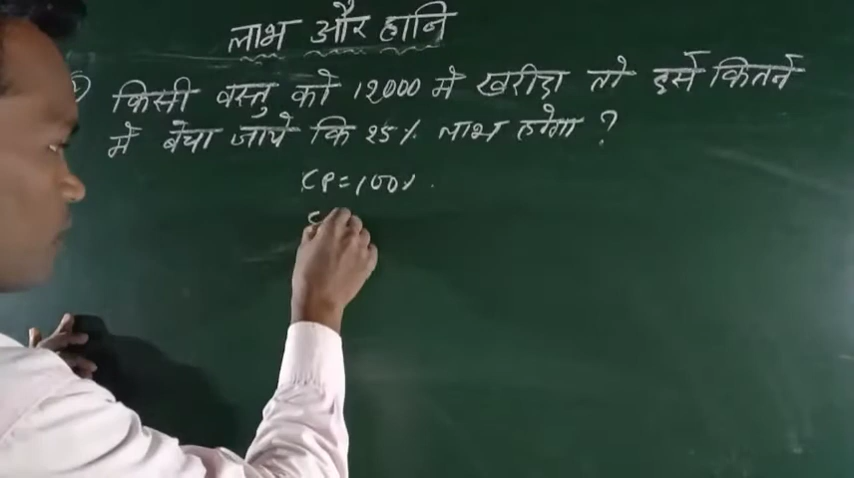 लाभ और हानि
किसी वस्तु को 12000 में खरीदा तो इसे कितने
में बेचा जाये कि 25% लाभ होगा ?
CP = 100%